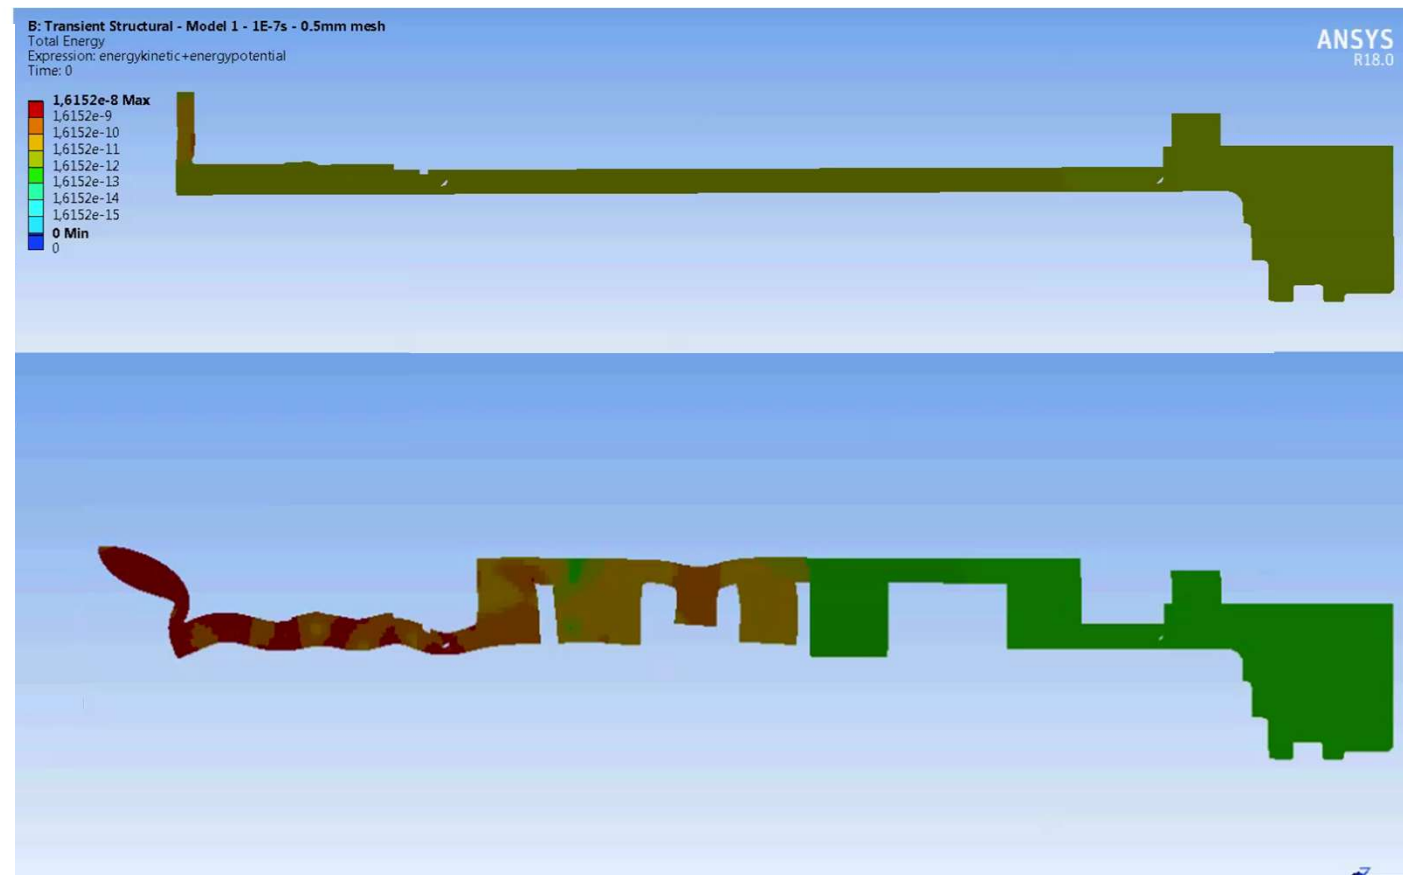 B: Transient Structural - Model 1 - 1E-7s - 0.5mm mesh
Total Energy
Expression: energykinetic+energypotential
Time: 0
ANSYS
R18.0
1,6152e-8 Max
1,6152e-9
1,6152e-10
1,6152e-11
1,6152e-12
1,6152e-13
1,6152e-14
1,6152e-15
0 Min
0